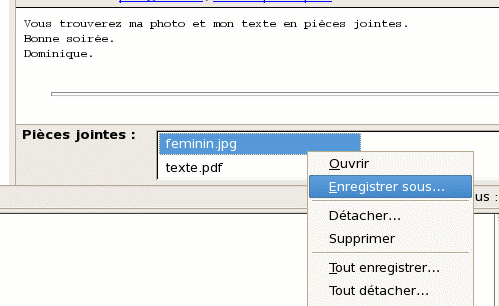 Vous trouverez ma photo et mon texte en pièces jointes.
Bonne soirée.
Dominique.
Pièces jointes :
feminin.jpg
texte.pdf
Ouvrir
Enregistrer sous...
us :
Détacher...
Supprimer
Tout enregistrer...
Tout détacher...